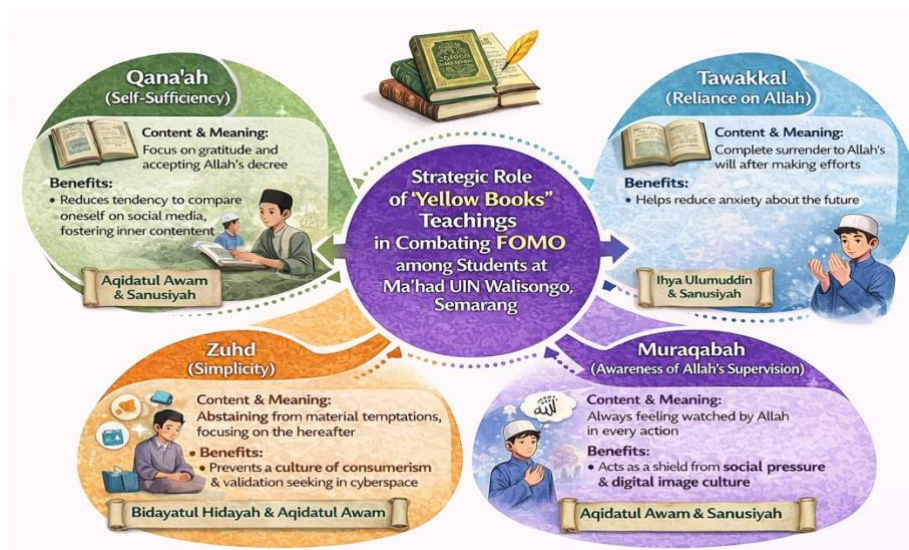 Strategic Role
of "Yellow Books"
Teachings
in Combating FOMO
among Students at
Ma'had UIN Walisongo,
Semarang
Qana'ah
(Self-Sufficiency)
Content & Meaning:
Focus on gratitude and
accepting Allah's decree
Benefits:
• Reduces tendency to compare
oneself on social media,
fostering inner contentent
Aqidatul Awam
& Sanusiyah
Tawakkal
(Reliance on Allah)
Content & Meaning:
Complete surrender to Allah's
will after making efforts
Benefits:
• Helps reduce anxiety about the future
Ihya Ulumuddin
& Sanusiyah
Zuhd
(Simplicity)
Content & Meaning:
Abstaining from material temptations,
focusing on the hereafter
• Benefits:
• Prevents a culture of consumerism
& validation seeking in cyberspace
Bidayatul Hidayah & Aqidatul Awam
Muraqabah
(Awareness of Allah's Supervision)
الله
Content & Meaning:
Always feeling watched by Allah
in every action
Benefits:
• Acts as a shield from social pressure
& digital image culture
Aqidatul Awam & Sanusiyah